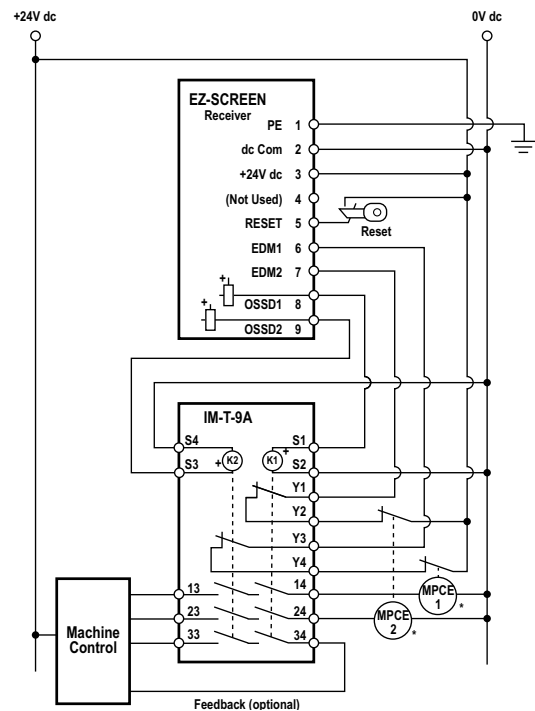 +24V dc
0V dc
EZ-SCREEN
Receiver
PE 1
dc Com 2
+24V dc 3
(Not Used) 4
RESET 5
Reset
EDM1 6
EDM2 7
+
OSSD1 8
+
OSSD2 9
IM-T-9A
S4
S1
K2
K1
+
+
S3
S2
Y1
Y2
Y3
Y4
13
14
MPCE
1
*
23
24
MPCE
2
*
33
34
Machine
Control
Feedback (optional)